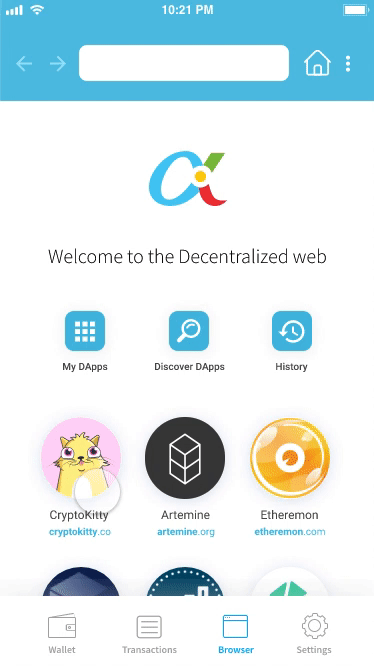 10:21 PM
Welcome to the Decentralized web
My DApps
Discover DApps
History
CryptoKitty
Artemine
Etheremon
cryptokitty.co
artemine.org
etheremon.com
Wallet
Transactions
Browser
Settings